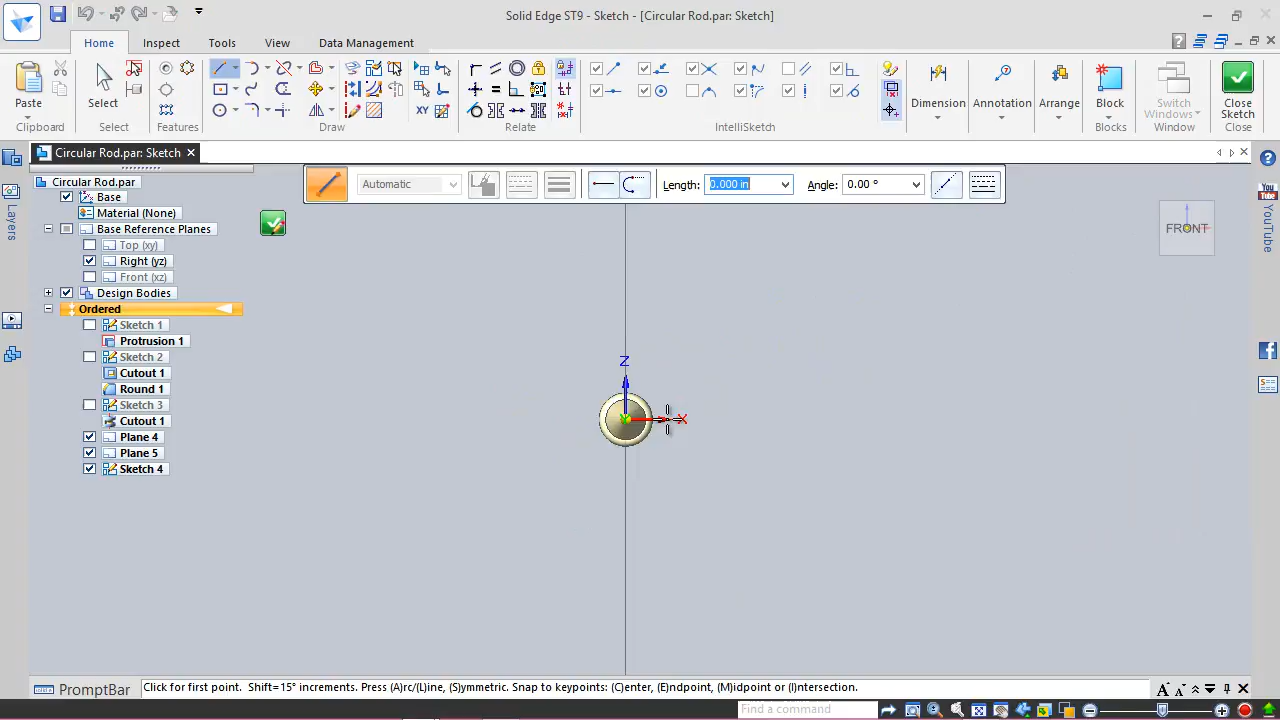 Solid Edge ST9 - Sketch - [Circular Rod.par: Sketch]
Home
Inspect
Tools
View
Data Management
Paste
Select
Dimension
Annotation
Arrange
Block
Switch
Windows
Close
Sketch
Clipboard
Select
Features
Draw
Relate
IntelliSketch
Blocks
Window
Close
Circular Rod.par: Sketch
Automatic
Length:
0.000 in
Angle:
0.00 °
Circular Rod.par
Base
Material (None)
Base Reference Planes
Top (xy)
Right (yz)
Front (xz)
Design Bodies
Ordered
Sketch 1
Protrusion 1
Sketch 2
Cutout 1
Round 1
Sketch 3
Cutout 1
Plane 4
Plane 5
Sketch 4
Layers
YouTube
FRONT
Z
X
Y
PromptBar
Click for first point. Shift=15° increments. Press (A)rc/(L)ine, (S)ymmetric. Snap to keypoints: (C)enter, (E)ndpoint, (M)idpoint or (I)ntersection.
Find a command